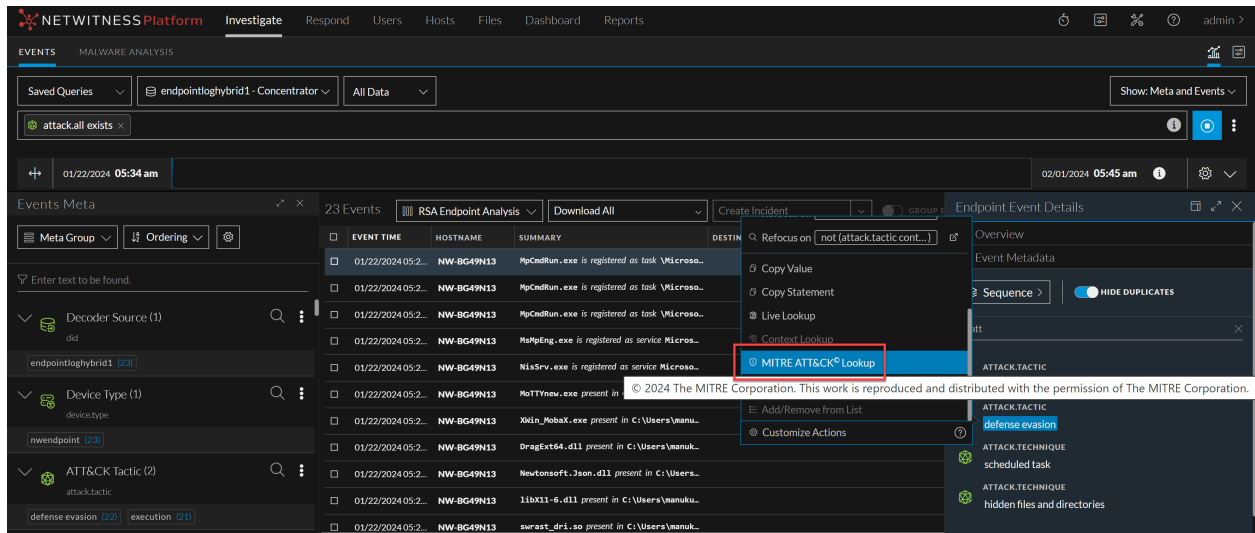 NETWITNESS Platform Investigate Respond Users Hosts Files Dashboard Reports admin >
EVENTS MALWARE ANALYSIS
Saved Queries endpointloghybrid1 - Concentrator All Data Show: Meta and Events
attack.all exists ×
01/22/2024 05:34 am 02/01/2024 05:45 am
Events Meta
Meta Group Ordering
Enter text to be found.
Decoder Source (1)
did
endpointloghybrid1 (23)
Device Type (1)
device.type
nwendpoint (23)
ATT&CK Tactic (2)
attack.tactic
defense evasion (22) execution (21)
23 Events RSA Endpoint Analysis Download All Create Incident GROUP E
EVENT TIME HOSTNAME SUMMARY DESTIN
01/22/2024 05:2... NW-BG49N13 MpCmdRun.exe is registered as task \Microso…
01/22/2024 05:2... NW-BG49N13 MpCmdRun.exe is registered as task \Microso…
01/22/2024 05:2... NW-BG49N13 MpCmdRun.exe is registered as task \Microso…
01/22/2024 05:2... NW-BG49N13 MsMpEng.exe is registered as service Micros…
01/22/2024 05:2... NW-BG49N13 NisSrv.exe is registered as service Microso…
01/22/2024 05:2... NW-BG49N13 MoTTYnew.exe present in
01/22/2024 05:2... NW-BG49N13 XWin_MobaX.exe present in C:\Users\manu…
01/22/2024 05:2... NW-BG49N13 DragExt64.dll present in C:\Users\manuk…
01/22/2024 05:2... NW-BG49N13 Newtonsoft.Json.dll present in C:\Users…
01/22/2024 05:2... NW-BG49N13 libX11-6.dll present in C:\Users\manuku…
01/22/2024 05:2... NW-BG49N13 swrast_dri.so present in C:\Users\manuk…
Refocus on not(attack.tactic cont...)
Copy Value
Copy Statement
Live Lookup
Context Lookup
MITRE ATT&CK© Lookup
© 2024 The MITRE Corporation. This work is reproduced and distributed with the permission of The MITRE Corporation.
Add/Remove from List
Customize Actions
Endpoint Event Details
Overview
Event Metadata
Sequence > HIDE DUPLICATES
att
ATTACK.TACTIC
ATTACK.TACTIC
defense evasion
ATTACK.TECHNIQUE
scheduled task
ATTACK.TECHNIQUE
hidden files and directories